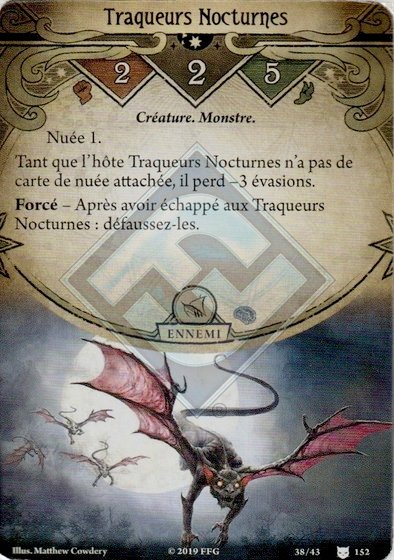 Traqueurs Nocturnes
2 2 5
Créature. Monstre.
Nuée 1.
Tant que l'hôte Traqueurs Nocturnes n'a pas de
carte de nuée attachée, il perd –3 évasions.
Forcé – Après avoir échappé aux Traqueurs
Nocturnes : défaussez-les.
ENNEMI
Illus. Matthew Cowdery © 2019 FFG 38/43 152